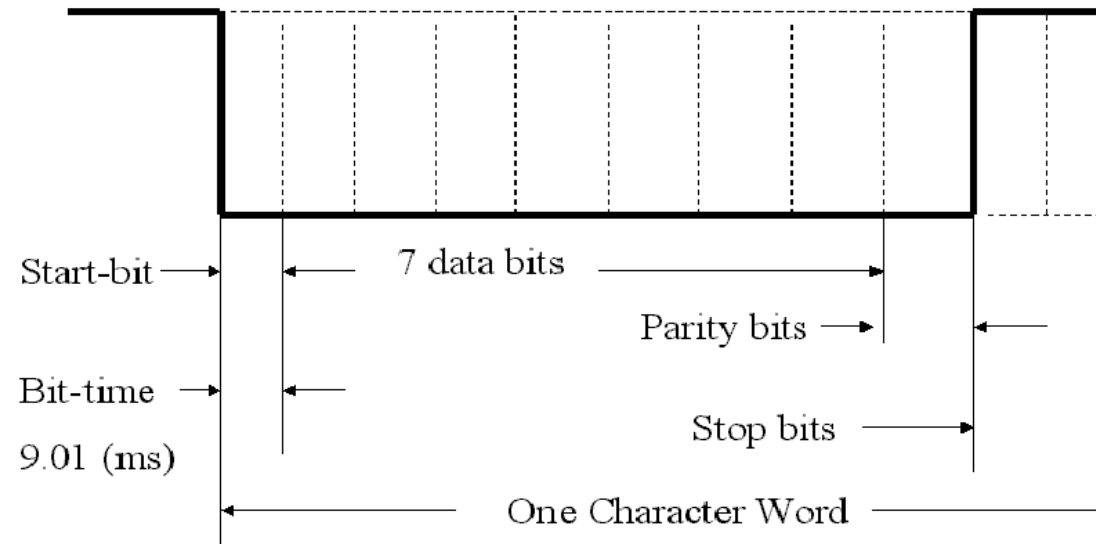 Start-bit
7 data bits
Parity bits
Bit-time
9.01 (ms)
Stop bits
One Character Word